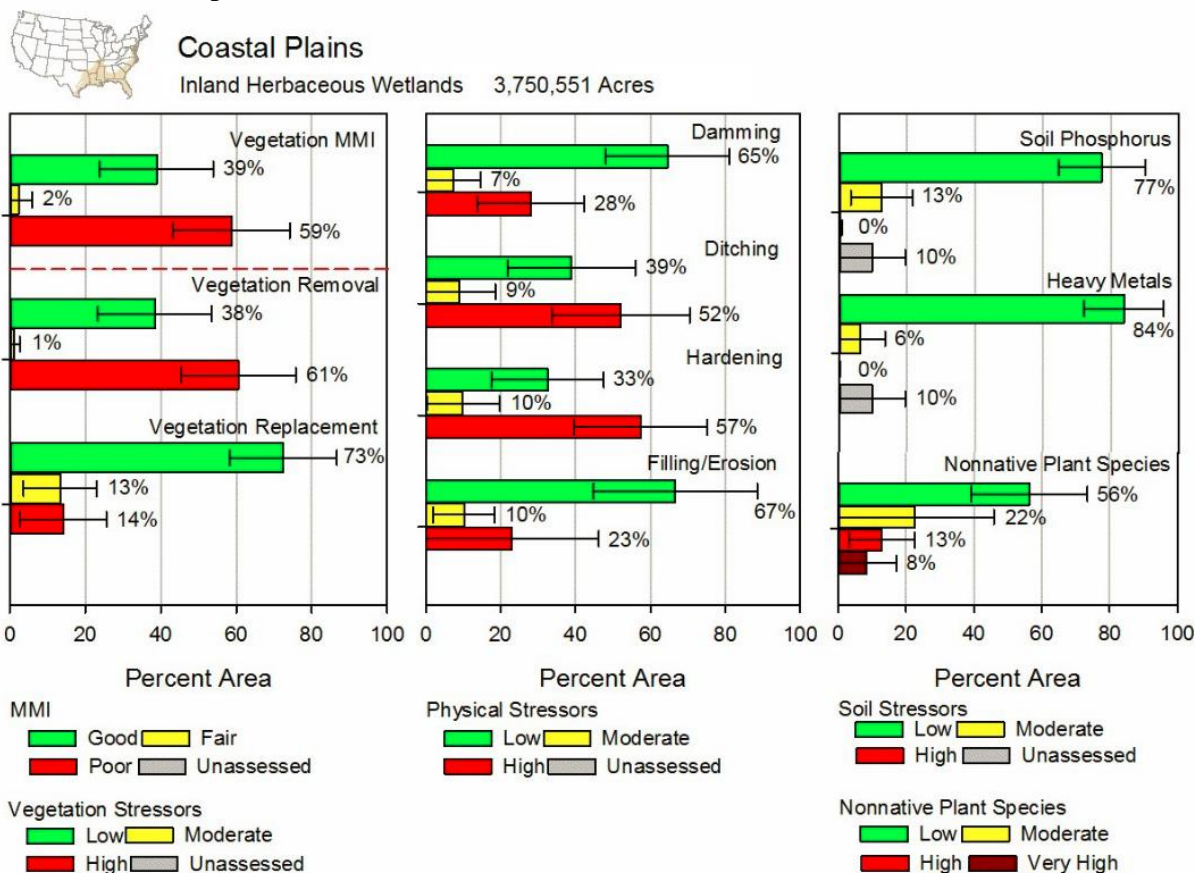 Coastal Plains
Inland Herbaceous Wetlands 3,750,551 Acres
Vegetation MMI
39%
2%
59%
Vegetation Removal
38%
1%
61%
Vegetation Replacement
73%
13%
14%
0 20 40 60 80 100
Percent Area
MMI
Good Fair
Poor Unassessed
Vegetation Stressors
Low Moderate
High Unassessed
Damming
65%
7%
28%
Ditching
39%
9%
52%
Hardening
33%
10%
57%
Filling/Erosion
67%
10%
23%
0 20 40 60 80 100
Percent Area
Physical Stressors
Low Moderate
High Unassessed
Soil Phosphorus
77%
13%
0%
10%
Heavy Metals
84%
6%
0%
10%
Nonnative Plant Species
56%
22%
13%
8%
0 20 40 60 80 100
Percent Area
Soil Stressors
Low Moderate
High Unassessed
Nonnative Plant Species
Low Moderate
High Very High